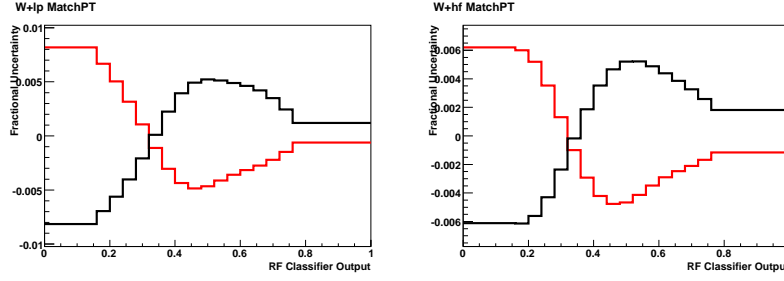 W+lp MatchPT
Fractional Uncertainty
0.01
0.005
0
-0.005
-0.01
0 0.2 0.4 0.6 0.8 1
RF Classifier Output
W+hf MatchPT
Fractional Uncertainty
0.006
0.004
0.002
0
-0.002
-0.004
-0.006
0 0.2 0.4 0.6 0.8
RF Classifier Outpu